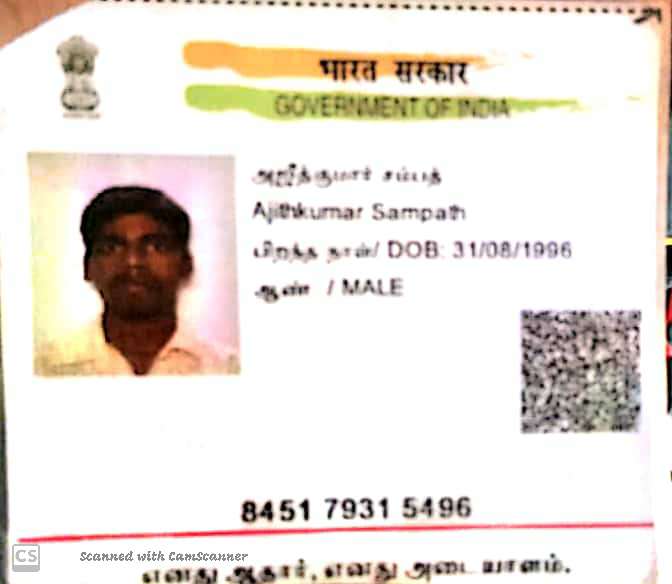 भारत सरकार
GOVERNMENT OF INDIA
அஜீத்குமார் சம்பத்
Ajithkumar Sampath
பிறந்த நாள்/ DOB: 31/08/1996
ஆண் / MALE
8451 7931 5496
எனது ஆதார், எனது அடையாளம்.
CS Scanned with CamScanner